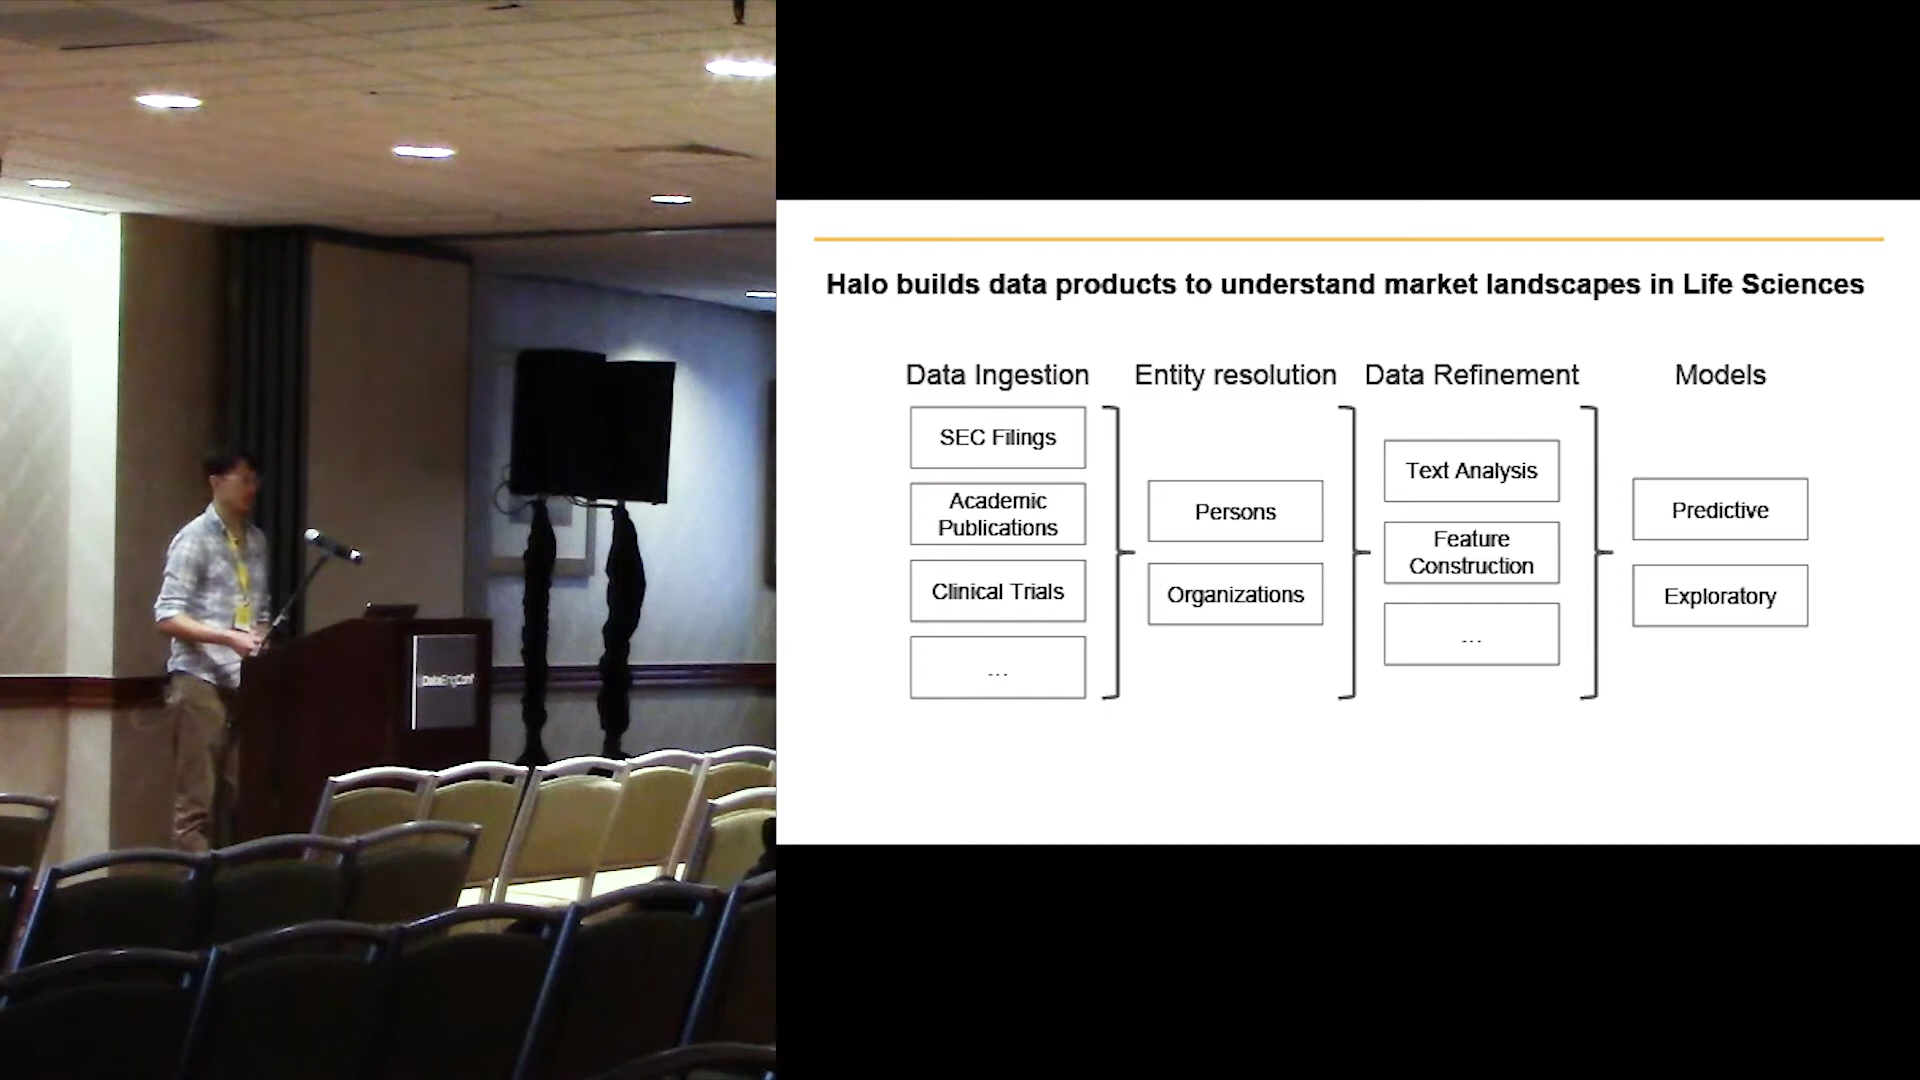 Halo builds data products to understand market landscapes in Life Sciences
Data Ingestion
Entity resolution
Data Refinement
Models
SEC Filings
Academic
Publications
Clinical Trials
...
Persons
Organizations
Text Analysis
Feature
Construction
...
Predictive
Exploratory
DataEngConf